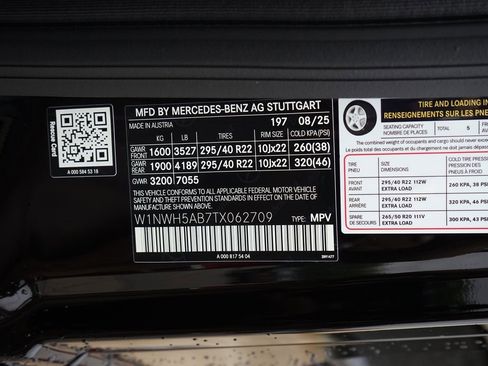 MFD BY MERCEDES-BENZ AG STUTTGART
MADE IN AUSTRIA 197 08/25
KG LB TIRES RIM SIZE COLD KPA(PSI)
GAWR FRONT 1600 3527 295/40 R22 10Jx22 260(38)
GAWR REAR 1900 4189 295/40 R22 10Jx22 320(46)
GVWR 3200 7055
THIS VEHICLE CONFORMS TO ALL APPLICABLE FEDERAL MOTOR VEHICLE
SAFETY AND THEFT PREVENTION STANDARDS IN EFFECT ON THE DATE OF
MANUFACTURE SHOWN ABOVE.
W1NWH5AB7TX062709 TYPE: MPV
A 000 817 54 04
Rescue Card
A 000 584 53 18
TIRE AND LOADING IN
RENSEIGNEMENTS SUR LES PNE
SEATING CAPACITY
NOMBRE DE PLACES TOTAL 5 FRON
AVAN
The combined weight of occupants and cargo should never exceed
Le poids total des occupants et du chargement ne doit jamais dépasser
TIRE
PNEU SIZE
DIMENSIONS COLD TIRE PRESS
PRESSION DES PN
FRONT
AVANT 295/40 R22 112W
EXTRA LOAD 260 KPA, 38 PSI
REAR
ARRIÈRE 295/40 R22 112W
EXTRA LOAD 320 KPA, 46 PSI
SPARE
DE SECOURS 265/50 R20 111V
EXTRA LOAD 300 KPA, 43 PSI